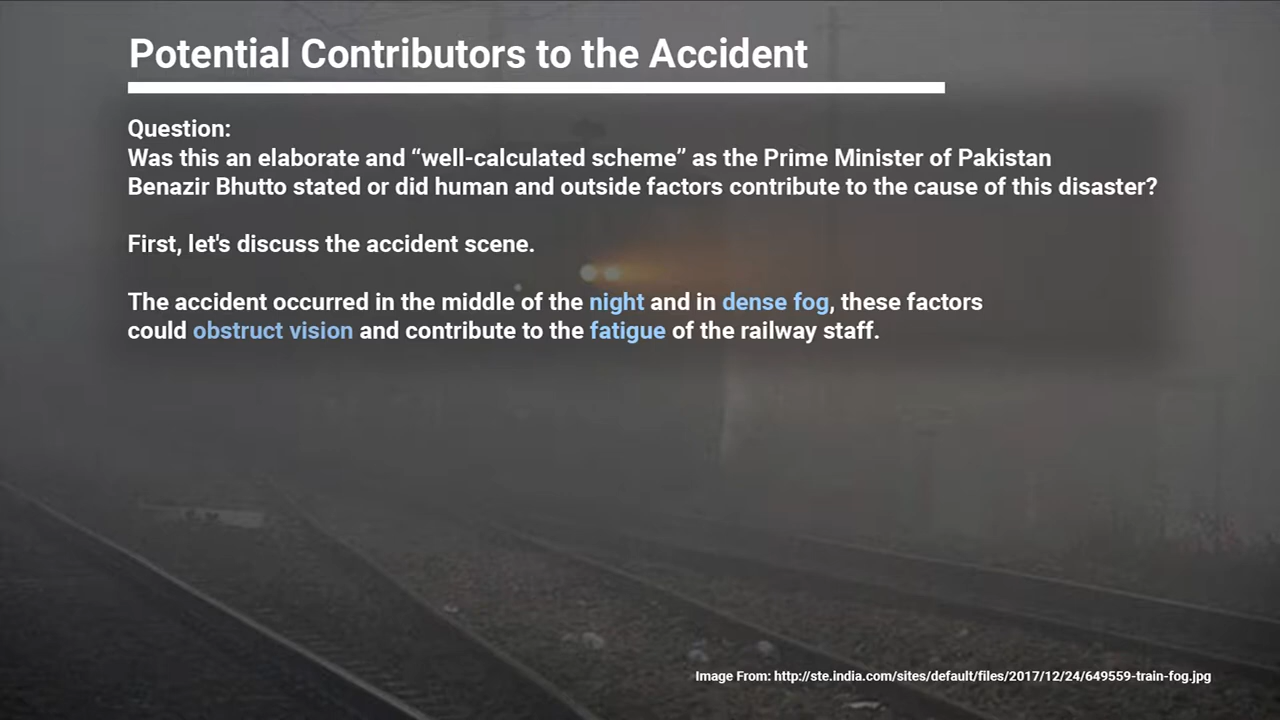 Potential Contributors to the Accident
Question:
Was this an elaborate and “well-calculated scheme” as the Prime Minister of Pakistan
Benazir Bhutto stated or did human and outside factors contribute to the cause of this disaster?
First, let's discuss the accident scene.
The accident occurred in the middle of the night and in dense fog, these factors
could obstruct vision and contribute to the fatigue of the railway staff.
Image From: http://ste.india.com/sites/default/files/2017/12/24/649559-train-fog.jpg